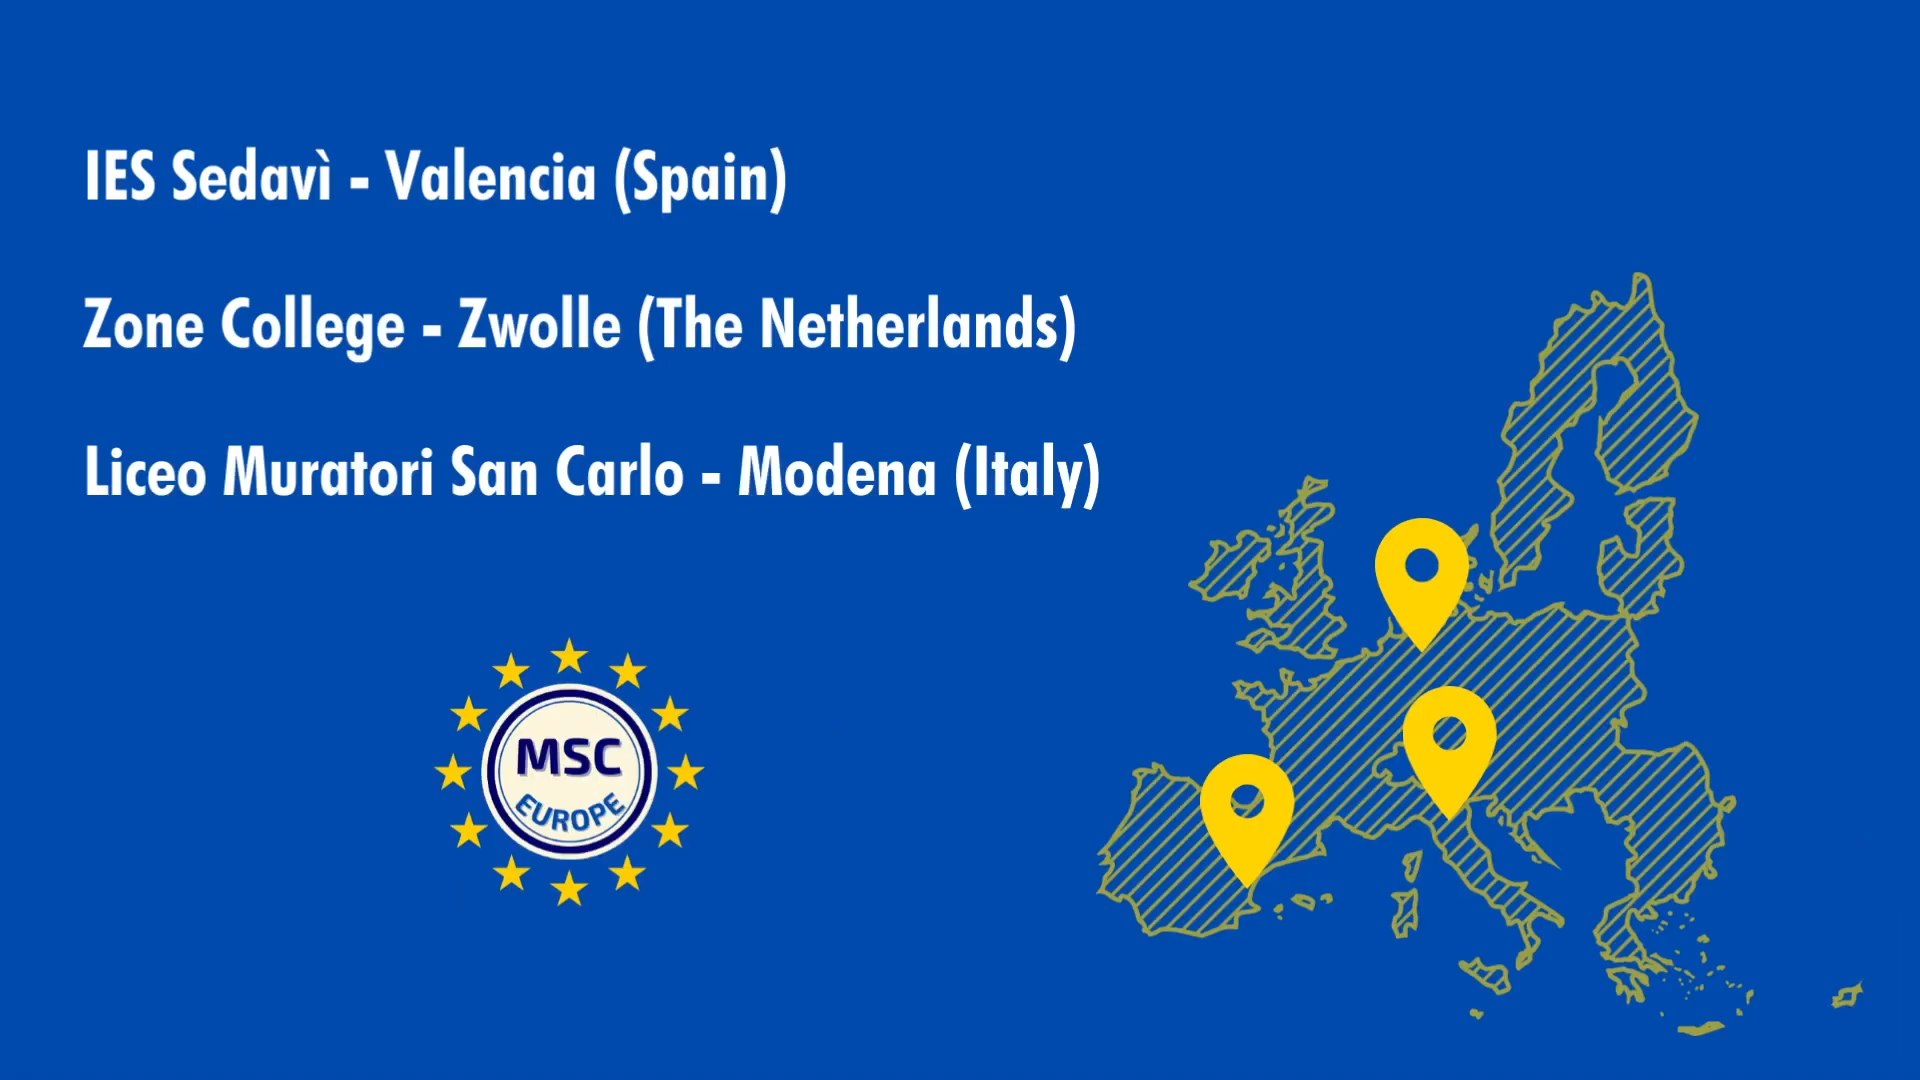 IES Sedavì - Valencia (Spain)
Zone College - Zwolle (The Netherlands)
Liceo Muratori San Carlo - Modena (Italy)
MSC
EUROPE